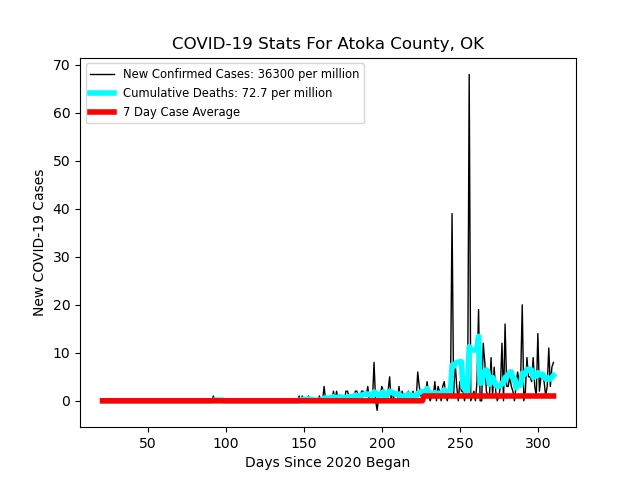 COVID-19 Stats For Atoka County, OK
New Confirmed Cases: 36300 per million
Cumulative Deaths: 72.7 per million
7 Day Case Average
70
60
50
40
30
20
10
0
New COVID-19 Cases
50 100 150 200 250 300
Days Since 2020 Began